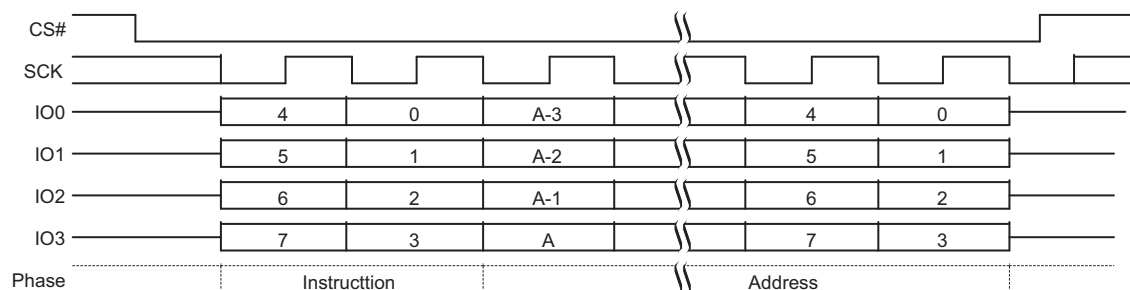 CS#
SCK
IO0 4 0 A-3 4 0
IO1 5 1 A-2 5 1
IO2 6 2 A-1 6 2
IO3 7 3 A 7 3
Phase Instructtion Address